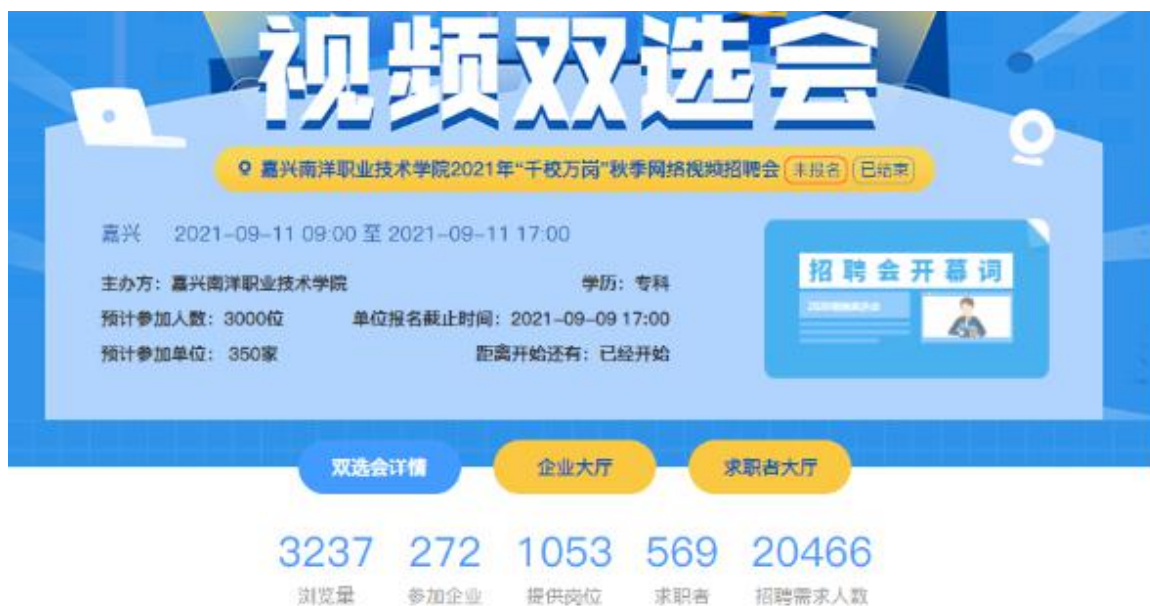 视频双选会
嘉兴南洋职业技术学院2021年“千校万岗”秋季网络视频招聘会 未报名 已结束
嘉兴 2021-09-11 09:00 至 2021-09-11 17:00
主办方：嘉兴南洋职业技术学院 学历：专科
预计参加人数：3000位 单位报名截止时间：2021-09-09 17:00
预计参加单位：350家 距离开始还有：已经开始
招聘会开幕词
双选会详情 企业大厅 求职者大厅
3237 272 1053 569 20466
浏览量 参加企业 提供岗位 求职者 招聘需求人数